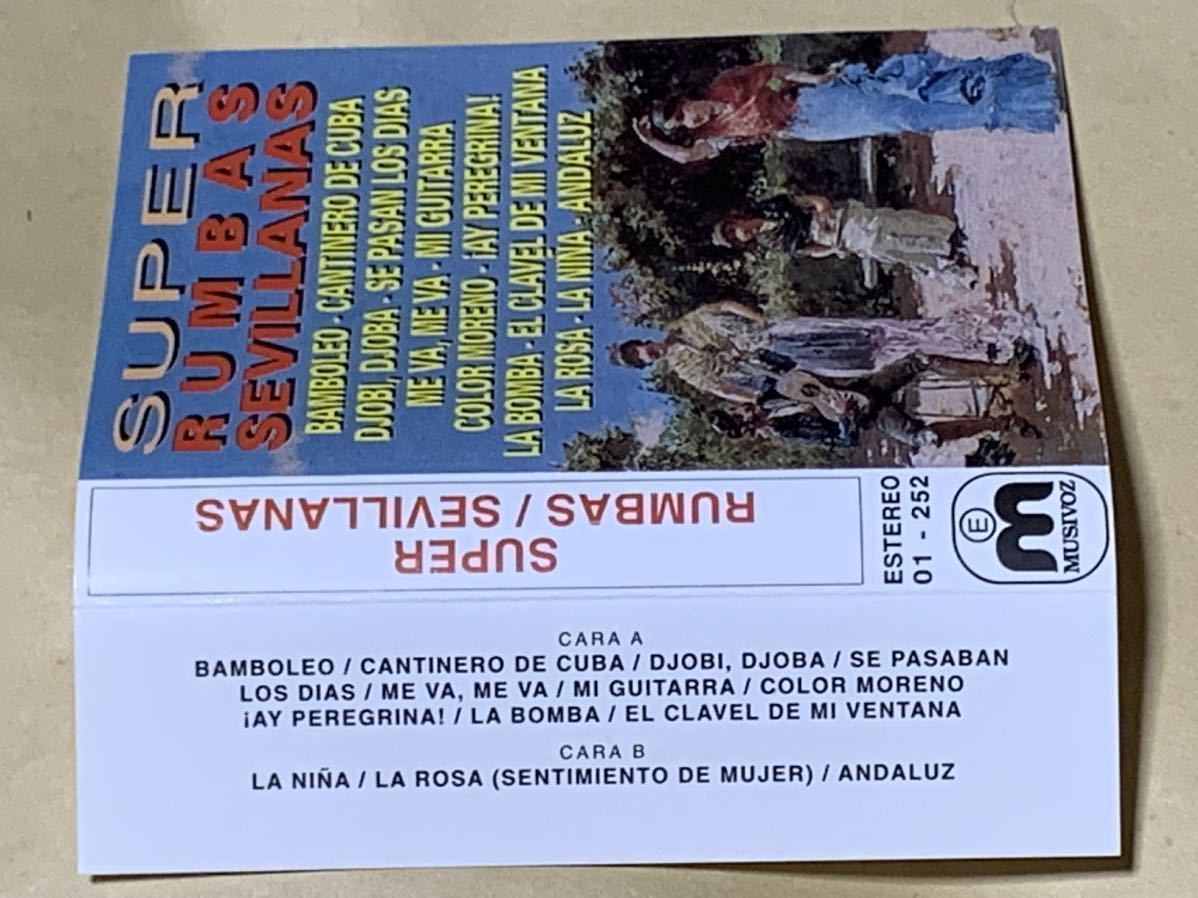 SUPER
RUMBAS
SEVILLANAS
BAMBOLEO - CANTINERO DE CUBA
DJOBI, DJOBA - SE PASAN LOS DIAS
ME VA, ME VA - MI GUITARRA
COLOR MORENO - ¡AY PEREGRINA!
LA BOMBA - EL CLAVEL DE MI VENTANA
LA ROSA - LA NIÑA - ANDALUZ
SUPER
RUMBAS / SEVILLANAS
ESTEREO
01 - 252
E
m
MUSIVOZ
CARA A
BAMBOLEO / CANTINERO DE CUBA / DJOBI, DJOBA / SE PASABAN
LOS DIAS / ME VA, ME VA / MI GUITARRA / COLOR MORENO
¡AY PEREGRINA! / LA BOMBA / EL CLAVEL DE MI VENTANA
CARA B
LA NIÑA / LA ROSA (SENTIMIENTO DE MUJER) / ANDALUZ